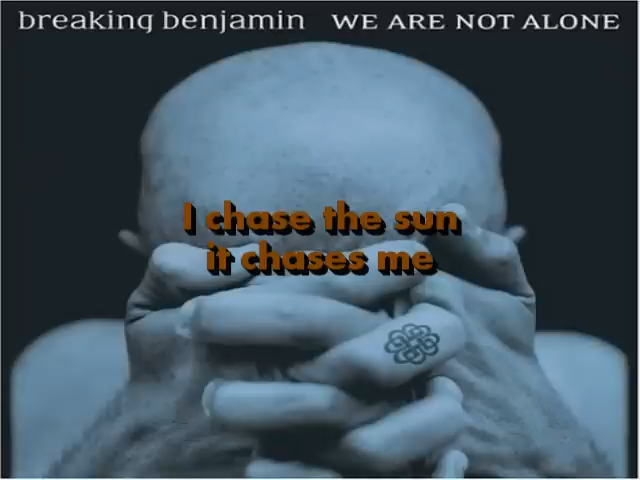 breaking benjamin WE ARE NOT ALONE
I chase the sun
it chases me